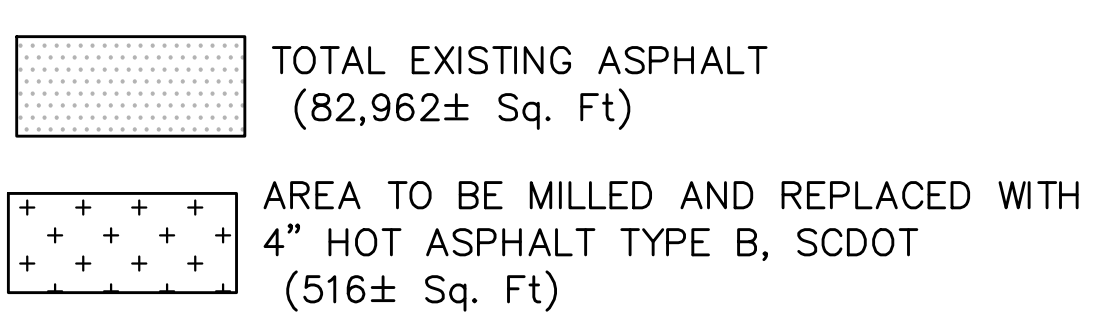 TOTAL EXISTING ASPHALT
(82,962± Sq. Ft)
AREA TO BE MILLED AND REPLACED WITH
4” HOT ASPHALT TYPE B, SCDOT
(516± Sq. Ft)